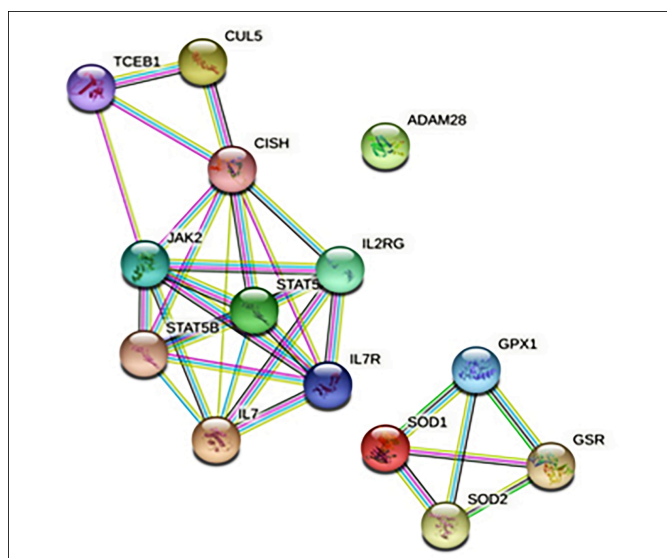 CUL5
TCEB1
ADAM28
CISH
JAK2
IL2RG
STAT5
STAT5B
GPX1
IL7R
IL7
SOD1
GSR
SOD2